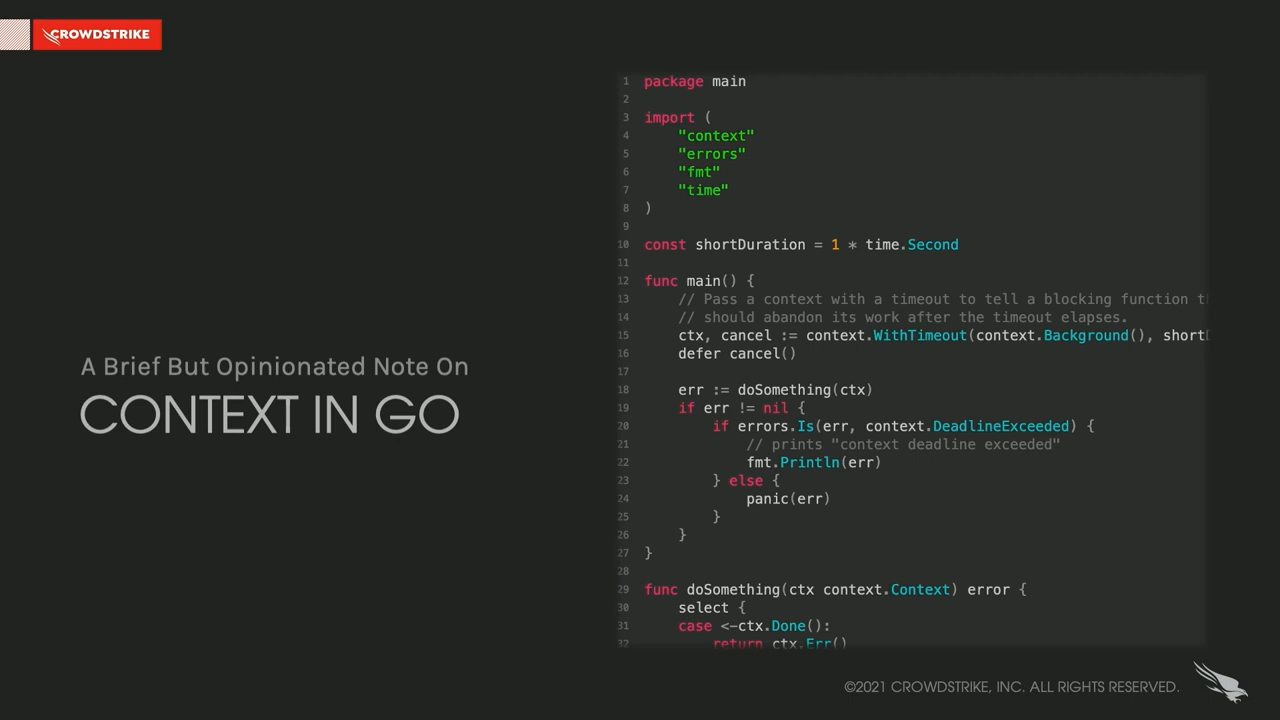 CROWDSTRIKE
A Brief But Opinionated Note On
CONTEXT IN GO
1 package main
2
3 import (
4     "context"
5     "errors"
6     "fmt"
7     "time"
8 )
9
10 const shortDuration = 1 * time.Second
11
12 func main() {
13     // Pass a context with a timeout to tell a blocking function
14     // should abandon its work after the timeout elapses.
15     ctx, cancel := context.WithTimeout(context.Background(), short
16     defer cancel()
17
18     err := doSomething(ctx)
19     if err != nil {
20         if errors.Is(err, context.DeadlineExceeded) {
21             // prints "context deadline exceeded"
22             fmt.Println(err)
23         } else {
24             panic(err)
25         }
26     }
27 }
28
29 func doSomething(ctx context.Context) error {
30     select {
31     case <-ctx.Done():
32         return ctx.Err()
©2021 CROWDSTRIKE, INC. ALL RIGHTS RESERVED.